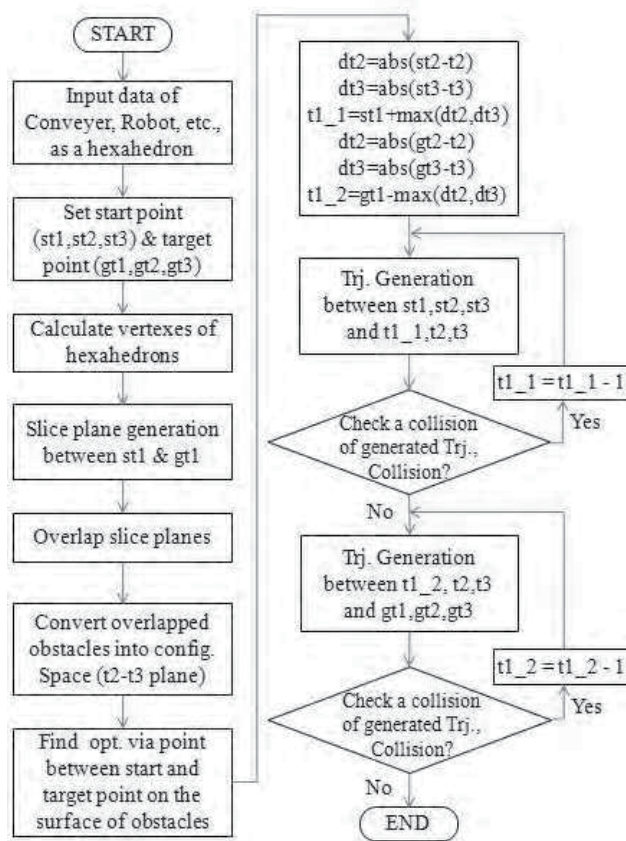 START
Input data of
Conveyer, Robot, etc.,
as a hexahedron
Set start point
(st1,st2,st3) & target
point (gt1,gt2,gt3)
Calculate vertexes of
hexahedrons
Slice plane generation
between st1 & gt1
Overlap slice planes
Convert overlapped
obstacles into config.
Space (t2-t3 plane)
Find opt. via point
between start and
target point on the
surface of obstacles
dt2=abs(st2-t2)
dt3=abs(st3-t3)
t1_1=st1+max(dt2,dt3)
dt2=abs(gt2-t2)
dt3=abs(gt3-t3)
t1_2=gt1-max(dt2,dt3)
Trj. Generation
between st1,st2,st3
and t1_1,t2,t3
t1_1 = t1_1 - 1
Check a collision
of generated Trj.,
Collision?
Yes
No
Trj. Generation
between t1_2, t2,t3
and gt1,gt2,gt3
t1_2 = t1_2 - 1
Check a collision
of generated Trj.,
Collision?
Yes
No
END